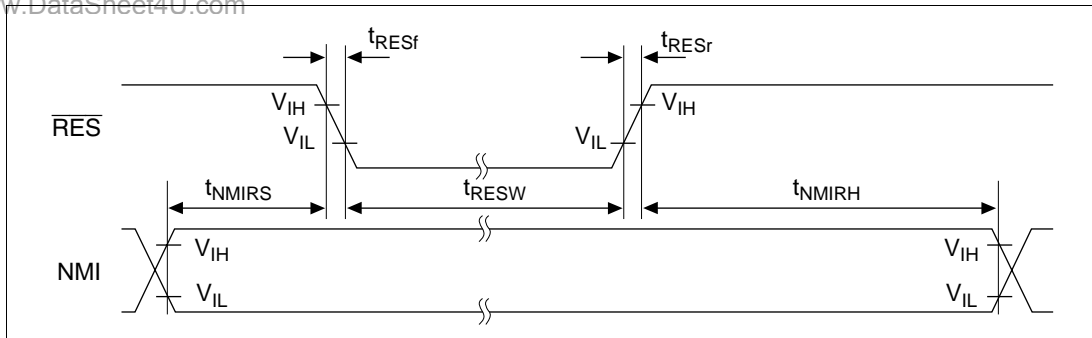 w.DataSheet4U.com
tRESf
tRESr
VIH
VIH
RES
VIL
VIL
tNMIRS
tRESW
tNMIRH
VIH
VIH
NMI
VIL
VIL